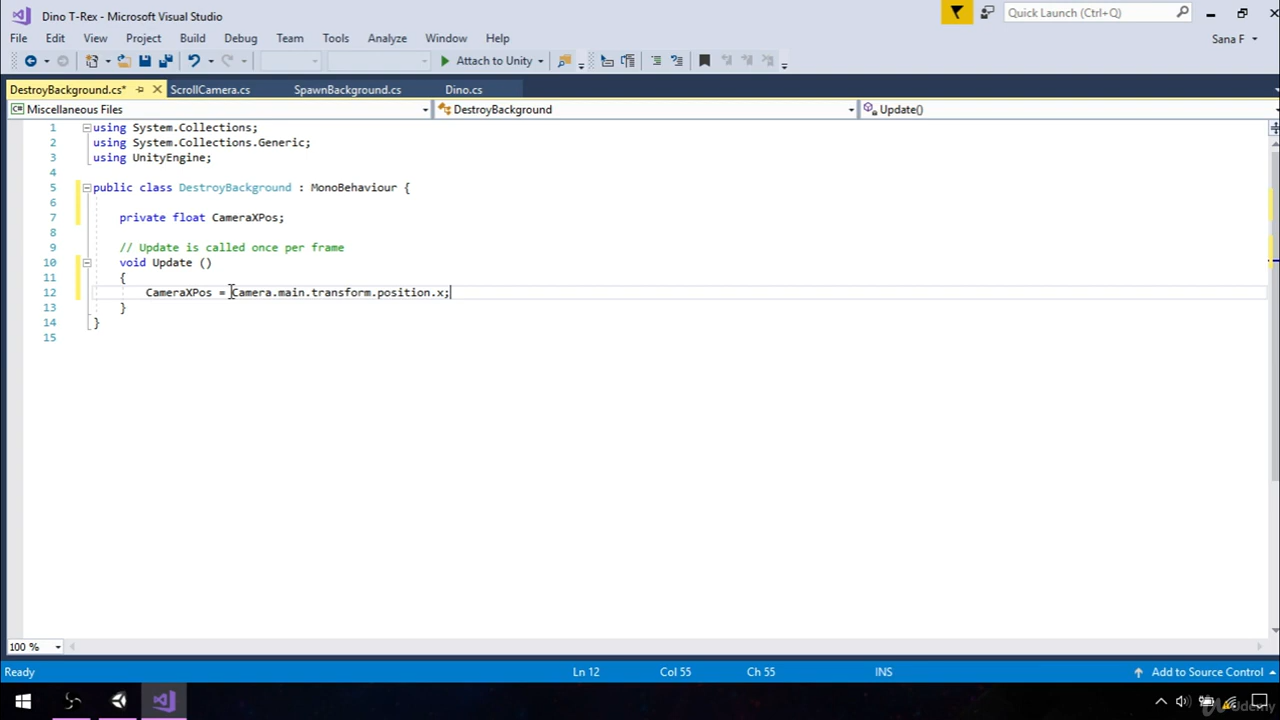 Dino T-Rex - Microsoft Visual Studio
Quick Launch (Ctrl+Q)
File Edit View Project Build Debug Team Tools Analyze Window Help
Sana F
Attach to Unity
DestroyBackground.cs* ScrollCamera.cs SpawnBackground.cs Dino.cs
Miscellaneous Files DestroyBackground Update()
1 using System.Collections;
2 using System.Collections.Generic;
3 using UnityEngine;
4
5 public class DestroyBackground : MonoBehaviour {
6
7 private float CameraXPos;
8
9 // Update is called once per frame
10 void Update ()
11 {
12 CameraXPos = Camera.main.transform.position.x;
13 }
14 }
15
100 %
Ready Ln 12 Col 55 Ch 55 INS Add to Source Control
Udemy